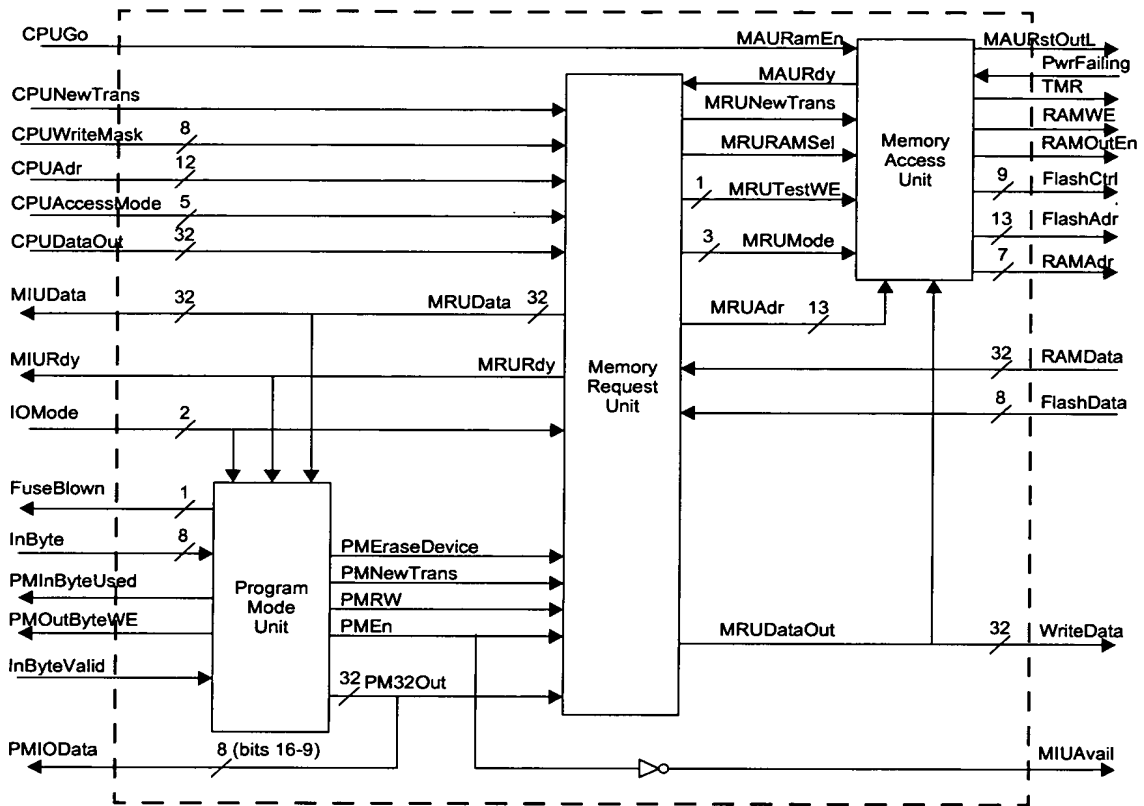 CPUGo
MAURamEn
MAURstOutL
PwrFailing
MAURdy
TMR
CPUNewTrans
MRUNewTrans
RAMWE
CPUWriteMask
8
MRURAMSel
Memory
Access
Unit
RAMOutEn
CPUAdr
12
1
MRUTestWE
9
FlashCtrl
CPUAccessMode
5
3
MRUMode
13
FlashAdr
CPUDataOut
32
7
RAMAdr
MIUData
32
MRUData
32
MRUAdr
13
MIURdy
MRURdy
Memory
Request
Unit
32
RAMData
IOMode
2
8
FlashData
FuseBlown
1
InByte
8
PMEraseDevice
PMInByteUsed
Program
Mode
Unit
PMNewTrans
PMRW
PMOutByteWE
PMEn
MRUDataOut
32
WriteData
InByteValid
32
PM32Out
PMIOData
8 (bits 16-9)
MIUAvail